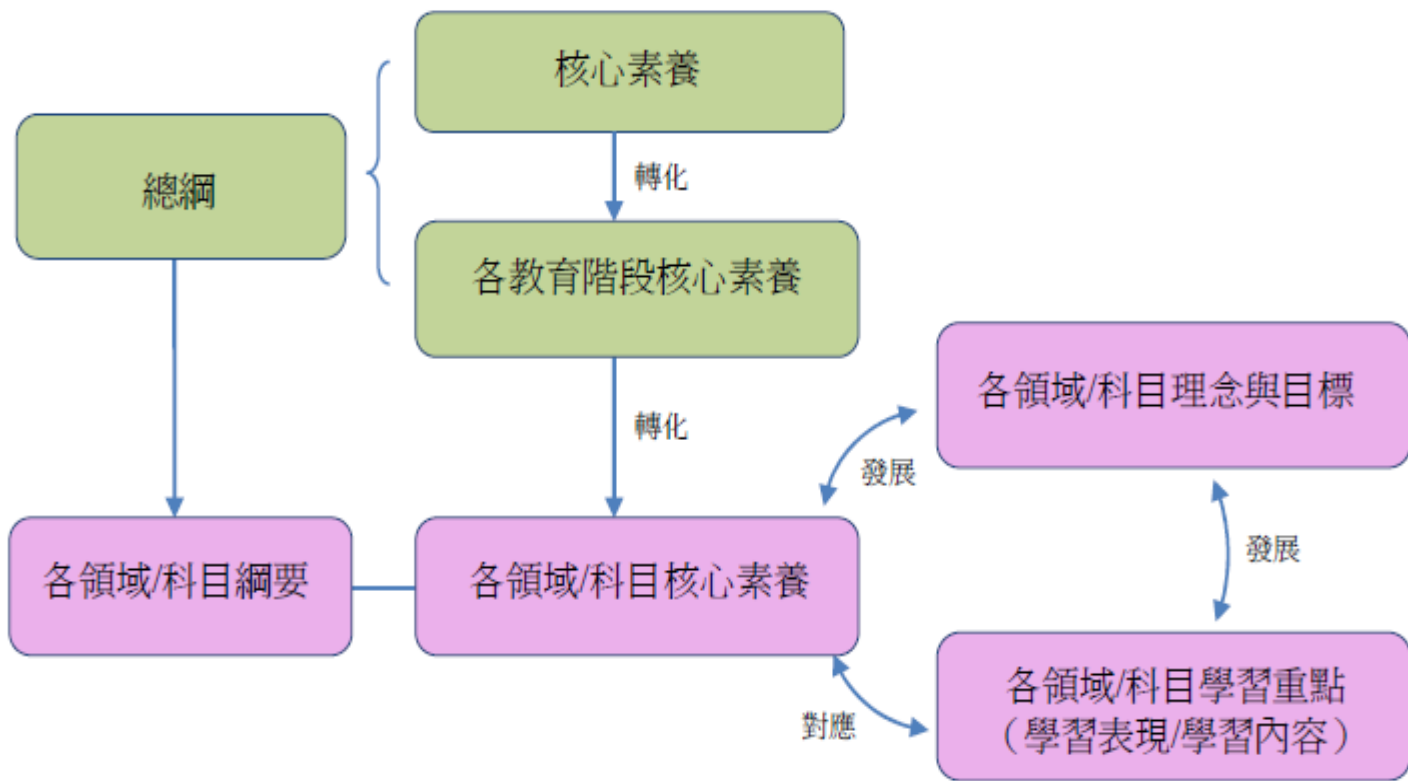 核心素養
總綱
轉化
各教育階段核心素養
各領域/科目理念與目標
轉化
發展
各領域/科目綱要
各領域/科目核心素養
發展
各領域/科目學習重點
（學習表現/學習內容）
對應